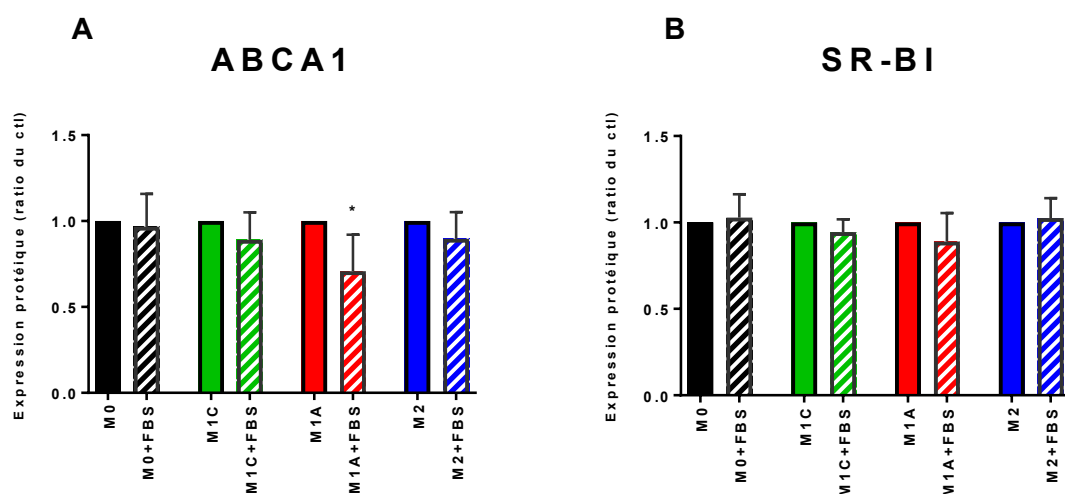 A
ABCA1
Expression protéique (ratio du ctl)
1.5
1.0
0.5
0.0
*
M0
M0+FBS
M1C
M1C+FBS
M1A
M1A+FBS
M2
M2+FBS
B
SR-BI
Expression protéique (ratio du ctl)
1.5
1.0
0.5
0.0
M0
M0+FBS
M1C
M1C+FBS
M1A
M1A+FBS
M2
M2+FBS